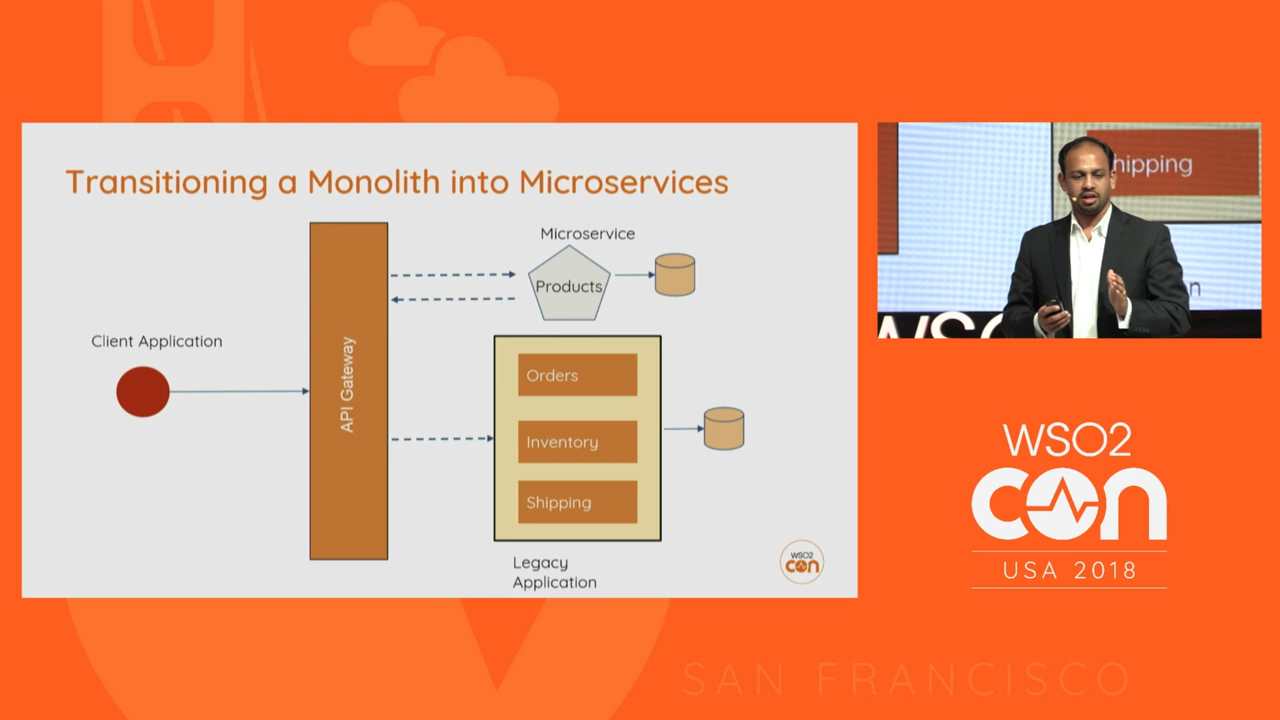 Transitioning a Monolith into Microservices
Microservice
Products
Client Application
API Gateway
Orders
Inventory
Shipping
Legacy
Application
WSO2
con
hipping
n
WSO
WSO2
con
USA 2018
SAN FRANCISCO